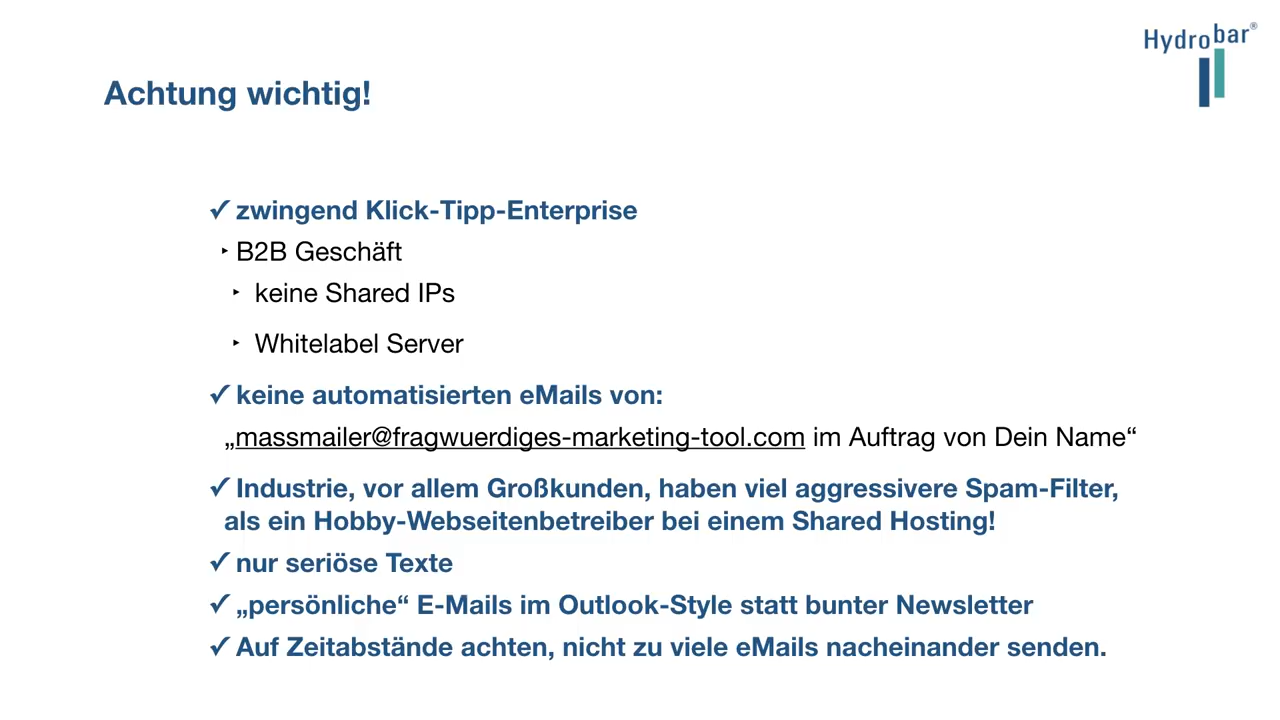 Hydrobar®
Achtung wichtig!
✓ zwingend Klick-Tipp-Enterprise
‣ B2B Geschäft
‣ keine Shared IPs
‣ Whitelabel Server
✓ keine automatisierten eMails von:
„massmailer@fragwuerdiges-marketing-tool.com im Auftrag von Dein Name“
✓ Industrie, vor allem Großkunden, haben viel aggressivere Spam-Filter,
als ein Hobby-Webseitenbetreiber bei einem Shared Hosting!
✓ nur seriöse Texte
✓ „persönliche“ E-Mails im Outlook-Style statt bunter Newsletter
✓ Auf Zeitabstände achten, nicht zu viele eMails nacheinander senden.